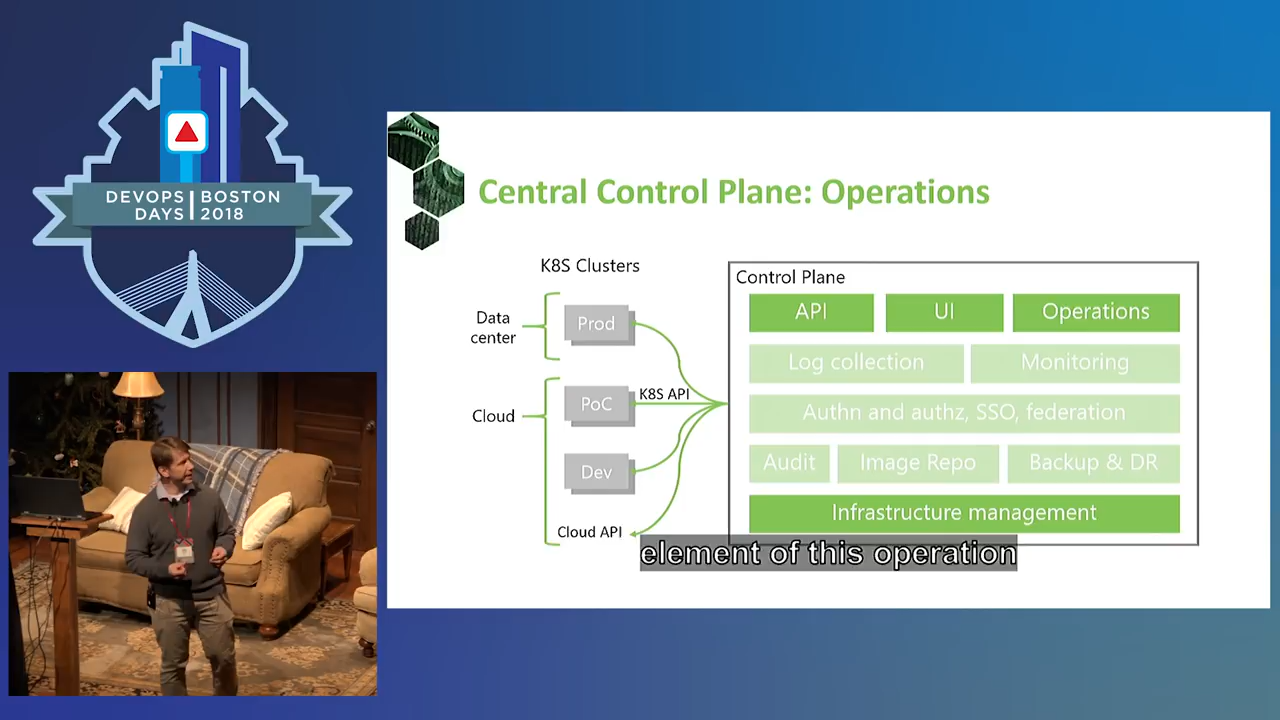 DEVOPS BOSTON
DAYS 2018
Central Control Plane: Operations
K8S Clusters
Data
center
Prod
Cloud
PoC
K8S API
Dev
Cloud API
Control Plane
API UI Operations
Log collection Monitoring
Authn and authz, SSO, federation
Audit Image Repo Backup & DR
Infrastructure management
element of this operation